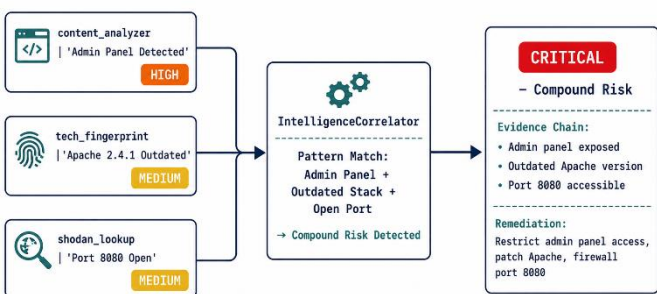 content_analyzer
| 'Admin Panel Detected'
HIGH
tech_fingerprint
| 'Apache 2.4.1 Outdated'
MEDIUM
shodan_lookup
| 'Port 8080 Open'
MEDIUM
</>
IntelligenceCorrelator
Pattern Match:
Admin Panel +
Outdated Stack +
Open Port
→ Compound Risk Detected
CRITICAL
– Compound Risk
Evidence Chain:
• Admin panel exposed
• Outdated Apache version
• Port 8080 accessible
Remediation:
Restrict admin panel access,
patch Apache, firewall
port 8080